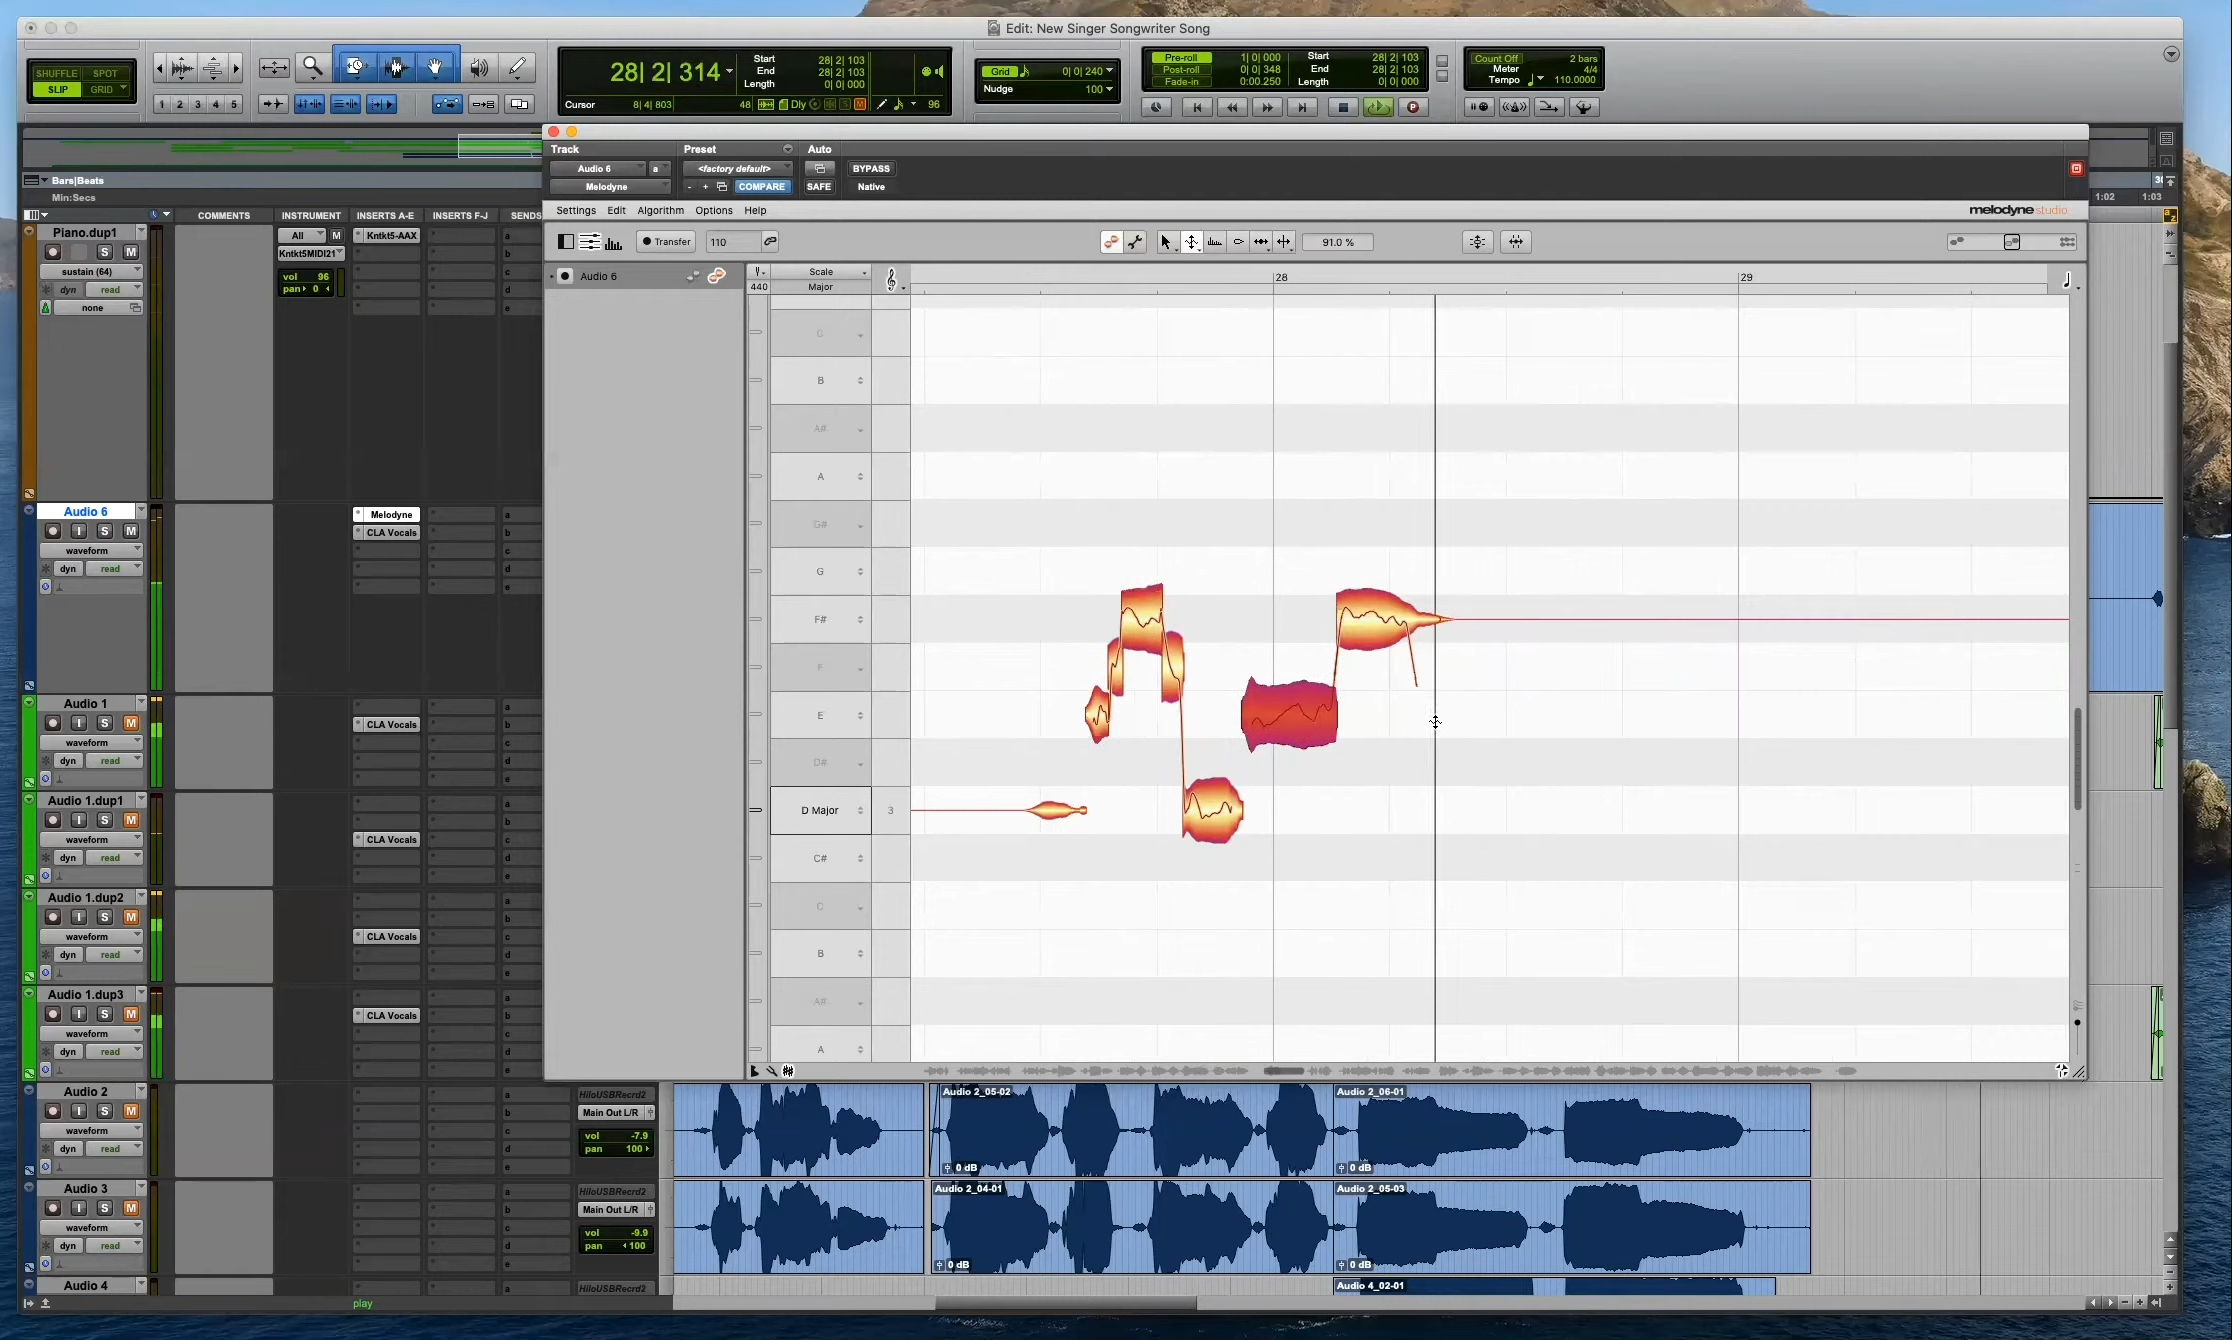 Edit: New Singer Songwriter Song
SHUFFLE SPOT
SLIP GRID
1 2 3 4 5
28| 2| 314
Start 28| 2| 103
End 28| 2| 103
Length 0| 0| 000
Cursor 8| 4| 803 48 Dly S M 96
Grid 0| 0| 240
Nudge 100
Pre-roll 1| 0| 000 Start 28| 2| 103
Post-roll 0| 0| 348 End 28| 2| 103
Fade-in 0:00.250 Length 0| 0| 000
Count Off 2 bars
Meter 4/4
Tempo 110.0000
Bars|Beats
Min:Secs 1:02 1:03
COMMENTS INSTRUMENT INSERTS A-E INSERTS F-J SENDS
Track Preset Auto
Audio 6 a <factory default> BYPASS
Melodyne - + COMPARE SAFE Native
Settings Edit Algorithm Options Help melodyne studio
Transfer 110 91.0 %
Audio 6
440
Scale
Major
28 29
C
B
A#
A
G#
G
F#
F
E
D#
D Major 3
C#
C
B
A#
A
Piano.dup1
S M
sustain (64)
dyn read
none
All M
Kntkt5MIDI21
vol 96
pan 0
Kntkt5-AAX
a
b
c
d
e
Audio 6
I S M
waveform
dyn read
Melodyne
CLA Vocals
a
b
c
d
e
Audio 1
I S M
waveform
dyn read
CLA Vocals
a
b
c
d
e
Audio 1.dup1
I S M
waveform
dyn read
CLA Vocals
a
b
c
d
e
Audio 1.dup2
I S M
waveform
dyn read
CLA Vocals
a
b
c
d
e
Audio 1.dup3
I S M
waveform
dyn read
CLA Vocals
a
b
c
d
e
Audio 2
I S M
waveform
dyn read
a
b
c
d
e
HiloUSBRecrd2
Main Out L/R
vol -7.9
pan 100
Audio 2_05-02 Audio 2_06-01
0 dB 0 dB
Audio 3
I S M
waveform
dyn read
a
b
c
d
e
HiloUSBRecrd2
Main Out L/R
vol -9.9
pan 100
Audio 2_04-01 Audio 2_05-03
0 dB 0 dB
Audio 4
a
HiloUSBRecrd2
Audio 4_02-01
play